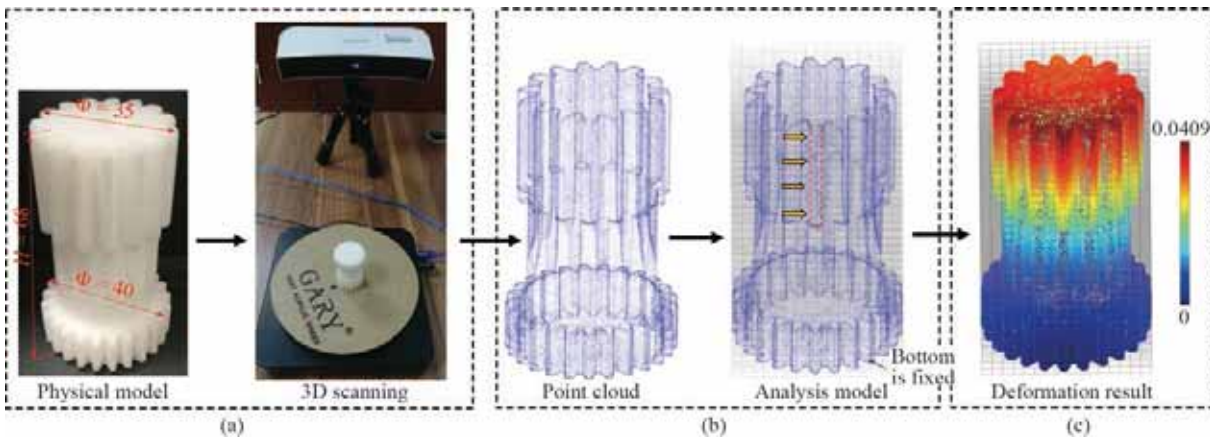 Φ = 35
H = 68
Φ = 40
GARY®
0.0409
0
Bottom
is fixed
Physical model
3D scanning
Point cloud
Analysis model
Deformation result
(a)
(b)
(c)